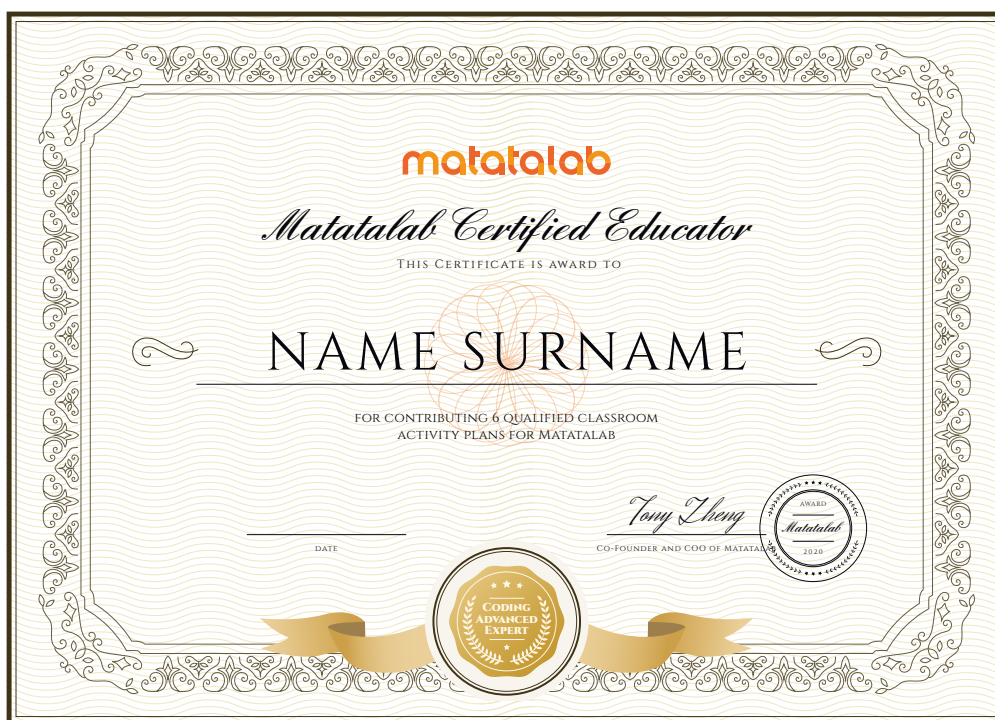 matatalab
Matatalab Certified Educator
This Certificate is award to
NAME SURNAME
for contributing 6 qualified classroom
activity plans for Matatalab
Tony Zheng
date
Co-Founder and COO of Matatalab
AWARD
Matatalab
2020
Coding
Advanced
Expert